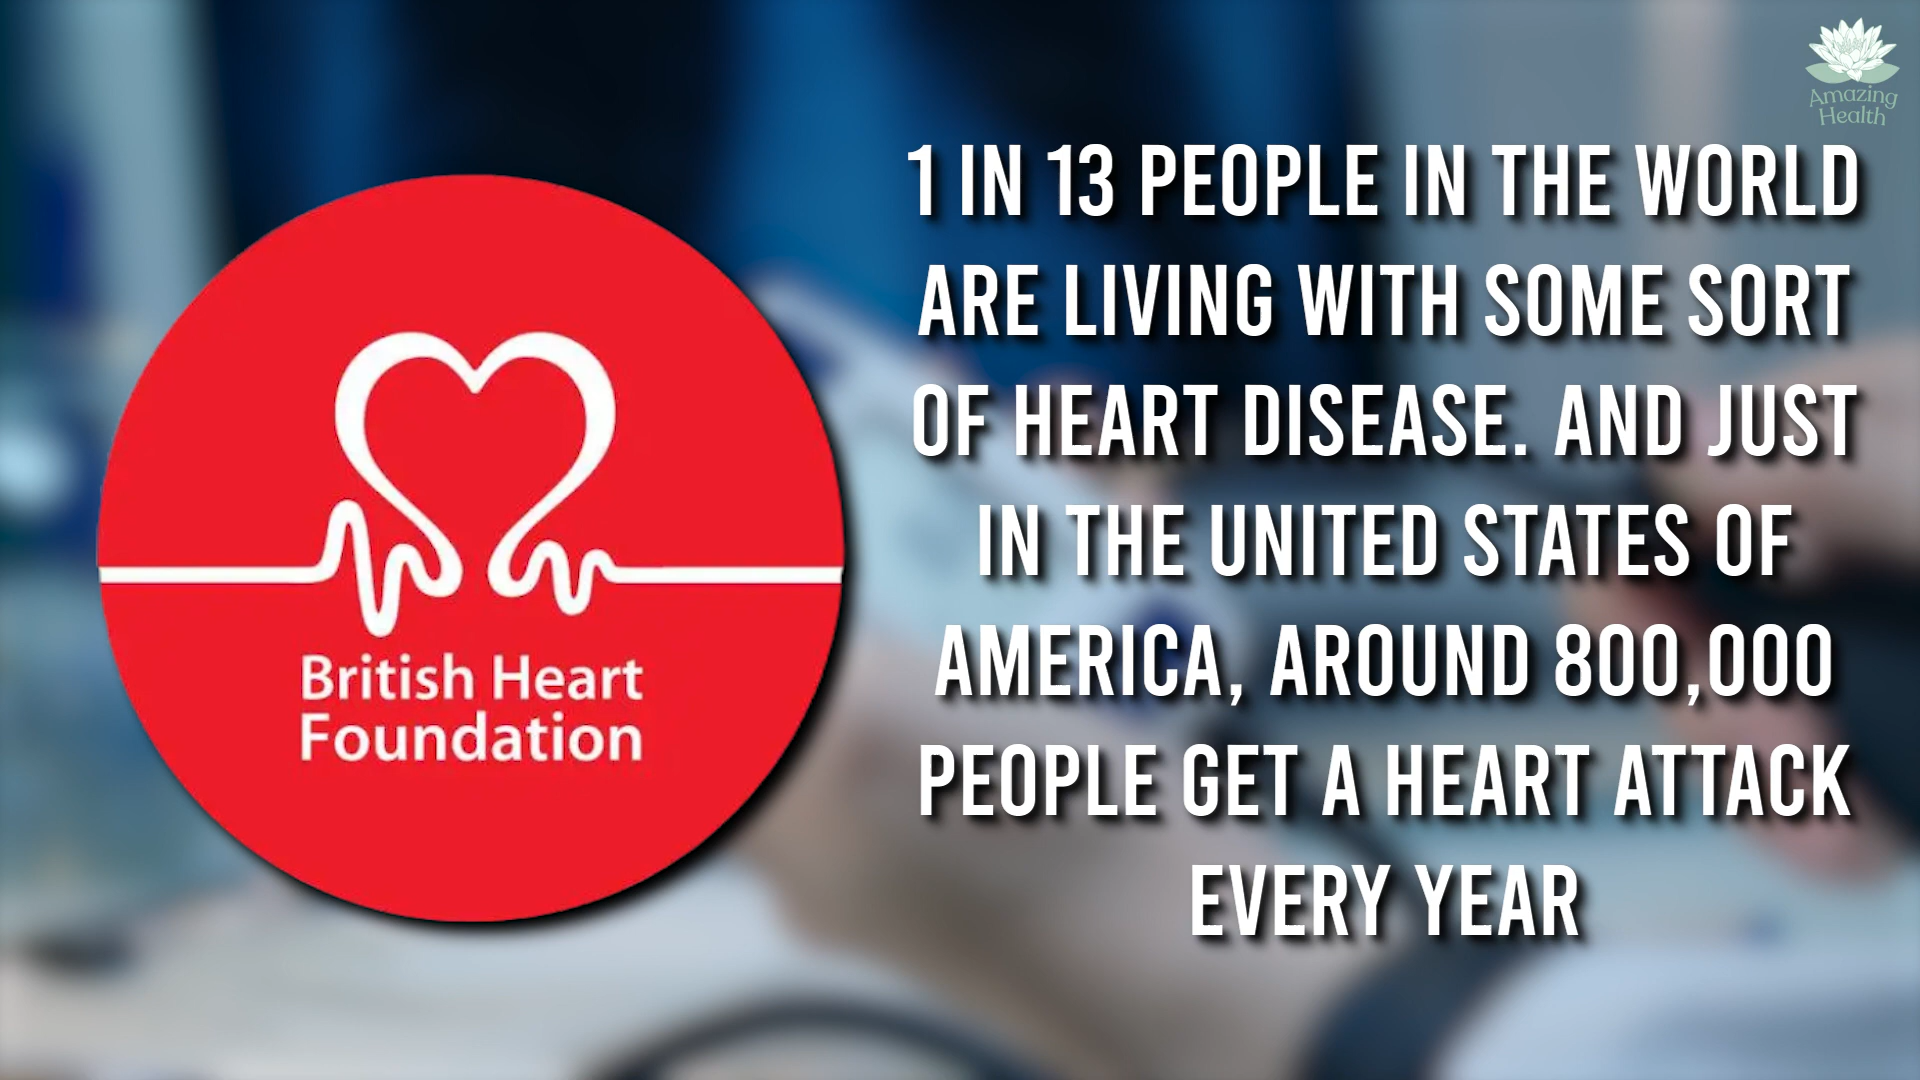 Amazing
Health
1 IN 13 PEOPLE IN THE WORLD
ARE LIVING WITH SOME SORT
OF HEART DISEASE. AND JUST
IN THE UNITED STATES OF
AMERICA, AROUND 800,000
PEOPLE GET A HEART ATTACK
EVERY YEAR
British Heart
Foundation